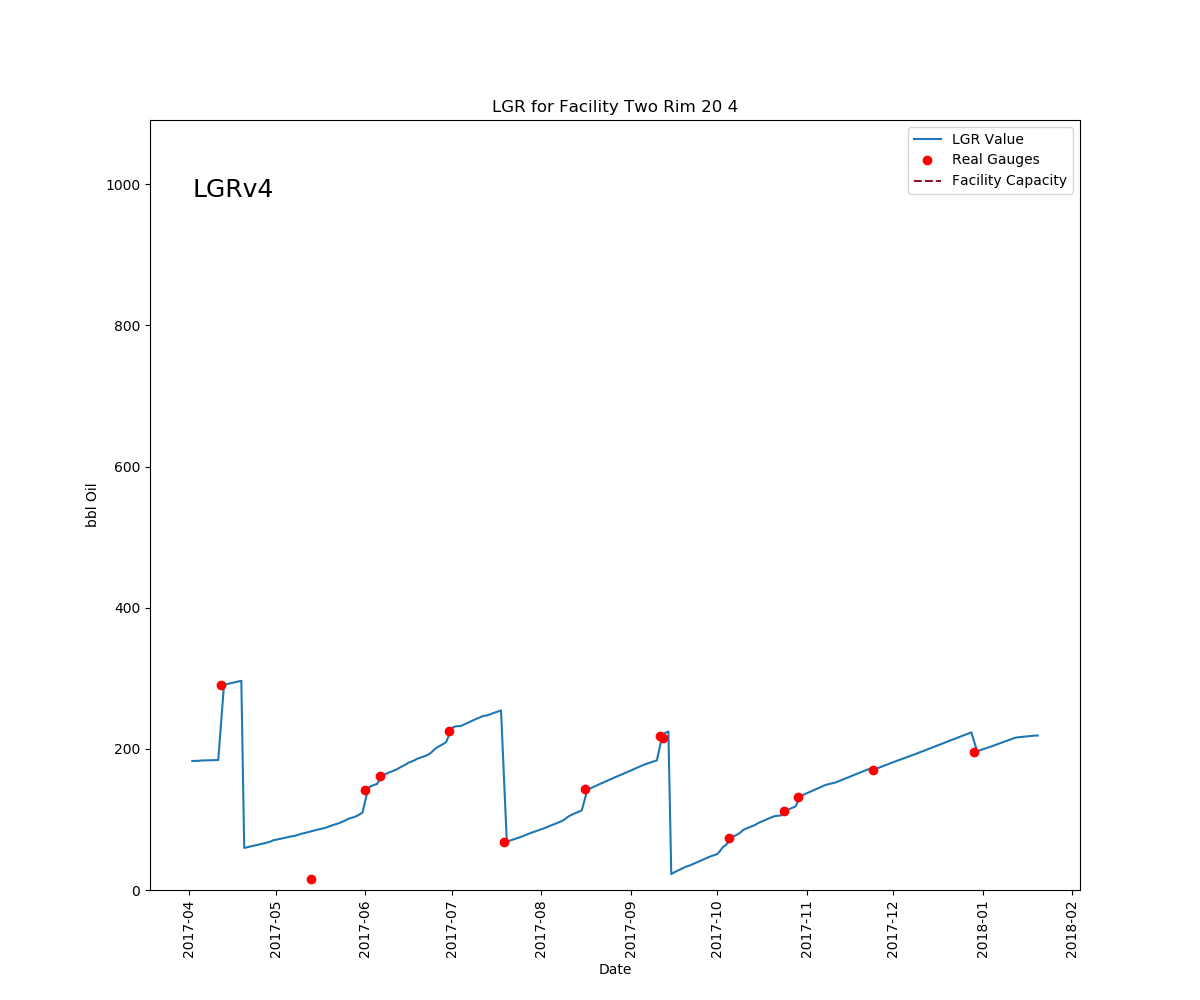 LGR for Facility Two Rim 20 4
LGRv4
LGR Value
Real Gauges
Facility Capacity
1000
800
600
400
200
0
bbl Oil
2017-04
2017-05
2017-06
2017-07
2017-08
2017-09
2017-10
2017-11
2017-12
2018-01
2018-02
Date